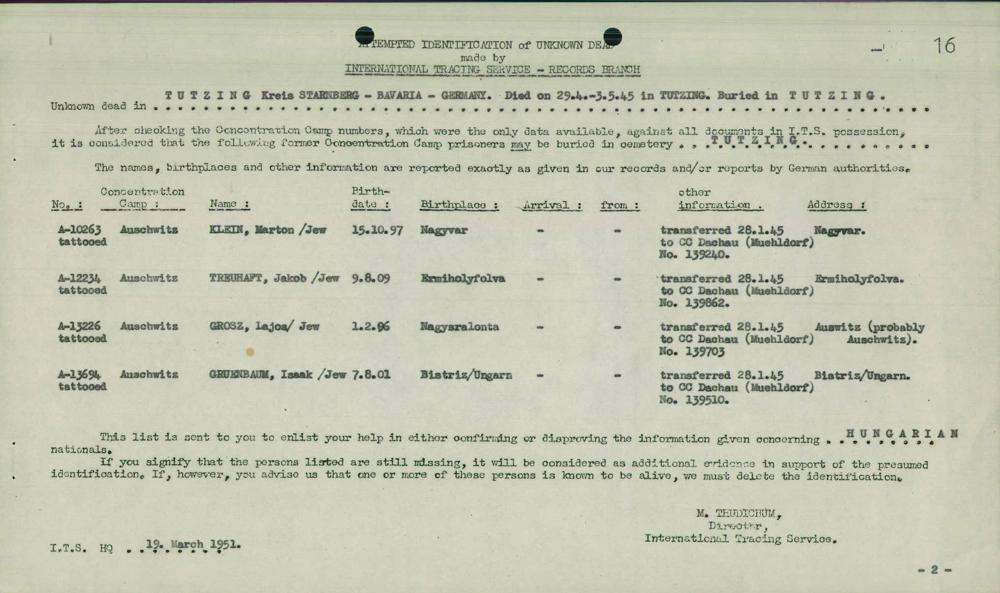 16
ATTEMPTED IDENTIFICATION of UNKNOWN DEAD
made by
INTERNATIONAL TRACING SERVICE - RECORDS BRANCH
Unknown dead in . T U T Z I N G Kreis STARNBERG - BAVARIA - GERMANY. Died on 29.4.-3.5.45 in TUTZING. Buried in T U T Z I N G .
After checking the Concentration Camp numbers, which were the only data available, against all documents in I.T.S. possession,
it is considered that the following former Concentration Camp prisoners may be buried in cemetery . . T U T Z I N G .
The names, birthplaces and other information are reported exactly as given in our records and/or reports by German authorities.
No. : Concentration Camp : Name : Birth-date : Birthplace : Arrival : from : other information . Address :
A-10263 Auschwitz KLEIN, Marton /Jew 15.10.97 Nagyvar - - transferred 28.1.45 Nagyvar.
tattooed to CC Dachau (Muehldorf)
No. 139240.
A-12234 Auschwitz TREUHAFT, Jakob /Jew 9.8.09 Ermiholyfolva - - transferred 28.1.45 Ermiholyfolva.
tattooed to CC Dachau (Muehldorf)
No. 139862.
A-13226 Auschwitz GROSZ, Lajos/ Jew 1.2.96 Nagysralonta - - transferred 28.1.45 Auswitz (probably
tattooed to CC Dachau (Muehldorf) Auschwitz).
No. 139703
A-13694 Auschwitz GRUENBAUM, Isaak /Jew 7.8.01 Bistriz/Ungarn - - transferred 28.1.45 Bistriz/Ungarn.
tattooed to CC Dachau (Muehldorf)
No. 139510.
This list is sent to you to enlist your help in either confirming or disproving the information given concerning . H U N G A R I A N
nationals.
If you signify that the persons listed are still missing, it will be considered as additional evidence in support of the presumed
identification. If, however, you advise us that one or more of these persons is known to be alive, we must delete the identification.
M. THUDICHUM,
Director,
International Tracing Service.
I.T.S. HQ . . 19. March 1951.
- 2 -